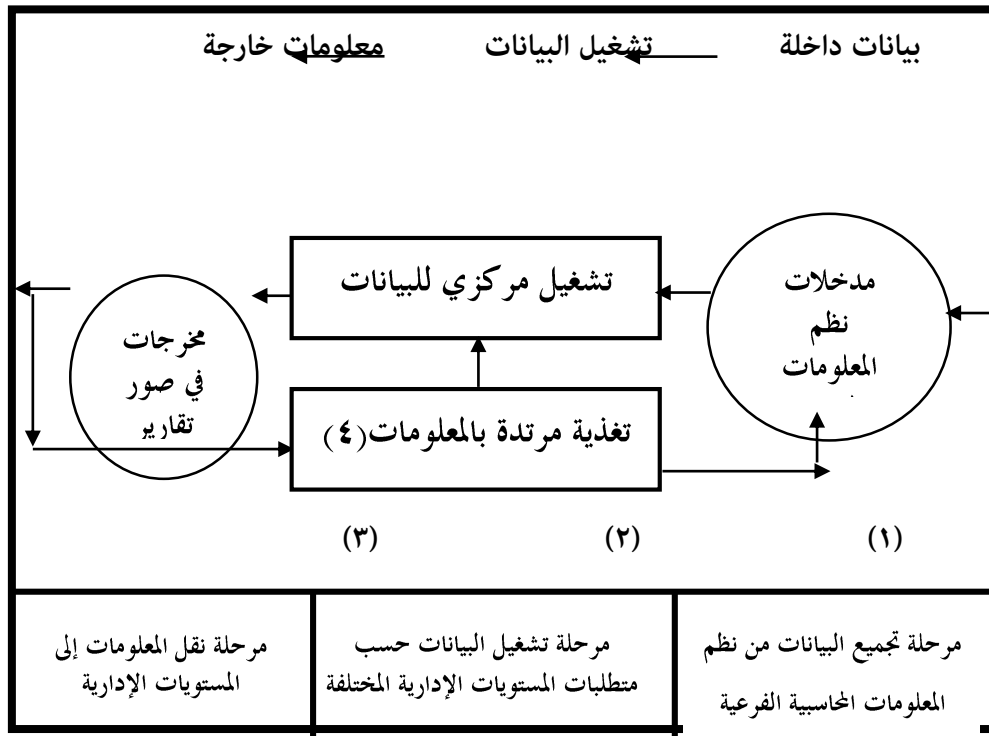 بيانات داخلة تشغيل البيانات معلومات خارجة
مدخلات
نظم
المعلومات
تشغيل مركزي للبيانات
مخرجات
في صور
تقارير
تغذية مرتدة بالمعلومات (٤)
(١) (٢) (٣)
مرحلة تجميع البيانات من نظم
المعلومات المحاسبية الفرعية
مرحلة تشغيل البيانات حسب
متطلبات المستويات الإدارية المختلفة
مرحلة نقل المعلومات إلى
المستويات الإدارية